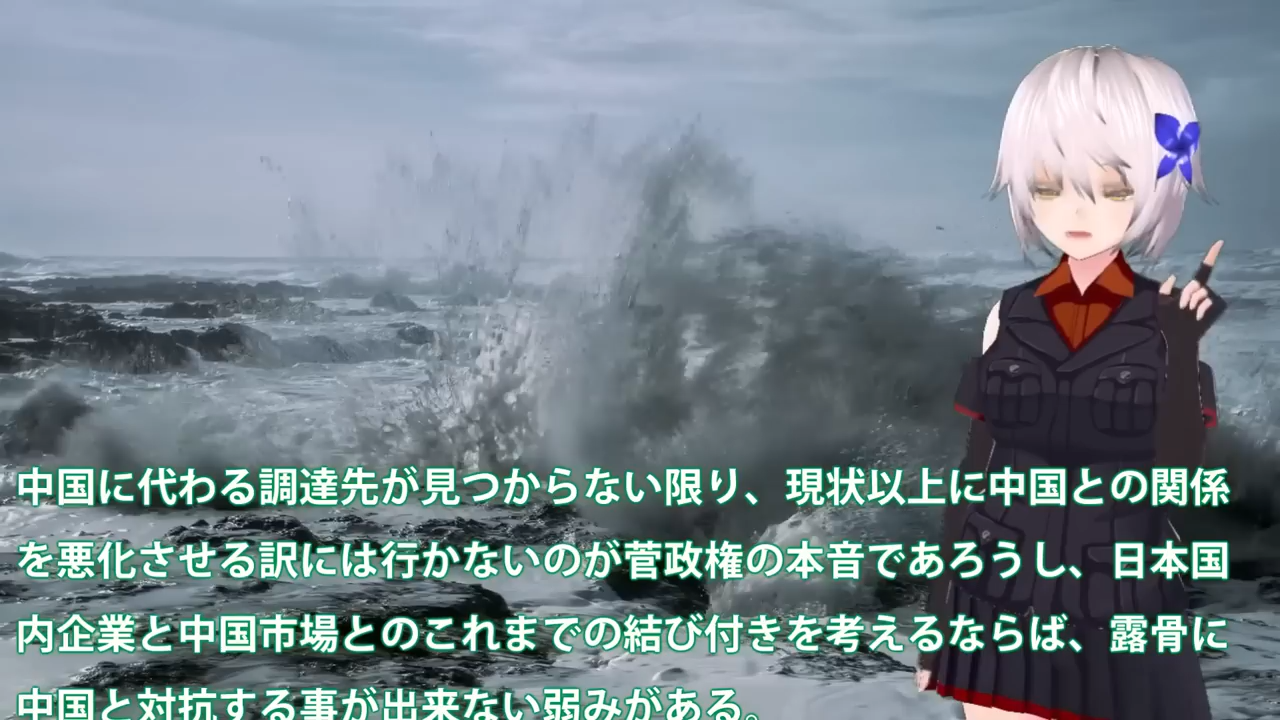 中国に代わる調達先が見つからない限り、現状以上に中国との関係
を悪化させる訳には行かないのが菅政権の本音であろうし、日本国
内企業と中国市場とのこれまでの結び付きを考えるならば、露骨に
中国と対抗する事が出来ない弱みがある。